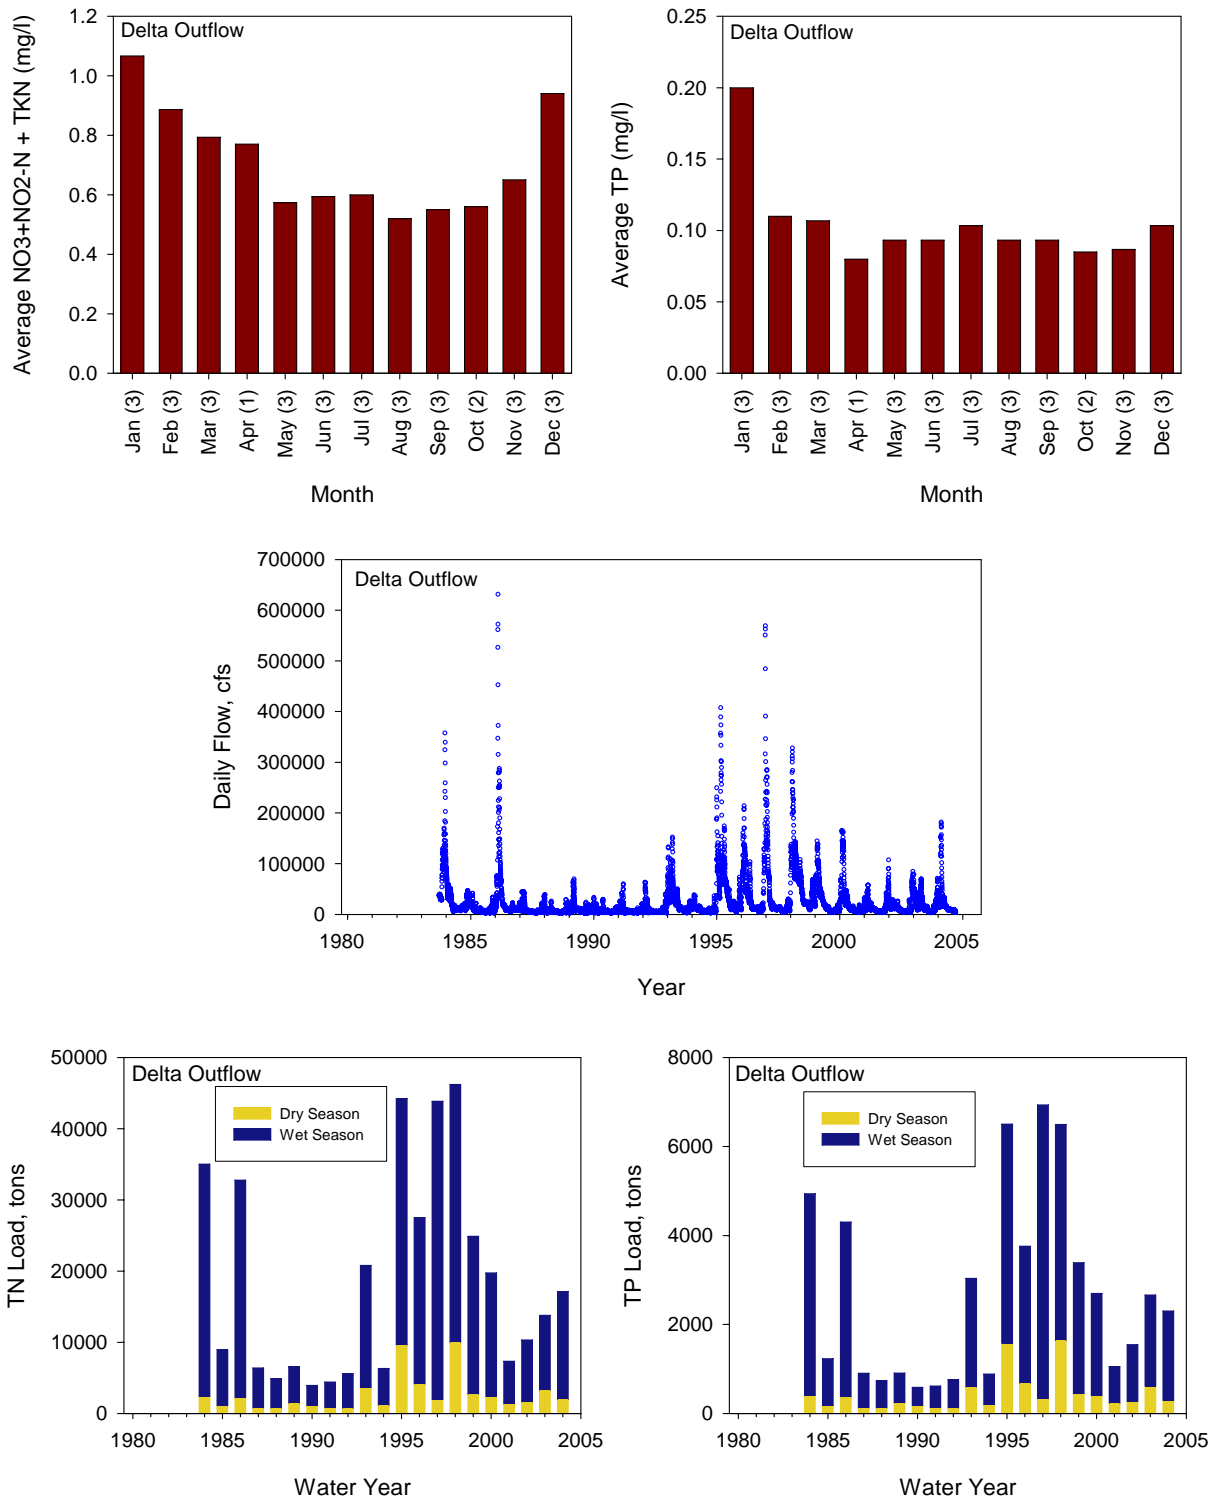 Delta Outflow
Average NO3+NO2-N + TKN (mg/l)
1.2
1.0
0.8
0.6
0.4
0.2
0.0
Jan (3)
Feb (3)
Mar (3)
Apr (1)
May (3)
Jun (3)
Jul (3)
Aug (3)
Sep (3)
Oct (2)
Nov (3)
Dec (3)
Month
Delta Outflow
Average TP (mg/l)
0.25
0.20
0.15
0.10
0.05
0.00
Jan (3)
Feb (3)
Mar (3)
Apr (1)
May (3)
Jun (3)
Jul (3)
Aug (3)
Sep (3)
Oct (2)
Nov (3)
Dec (3)
Month
Delta Outflow
Daily Flow, cfs
700000
600000
500000
400000
300000
200000
100000
0
1980 1985 1990 1995 2000 2005
Year
Delta Outflow
Dry Season
Wet Season
TN Load, tons
50000
40000
30000
20000
10000
0
1980 1985 1990 1995 2000 2005
Water Year
Delta Outflow
Dry Season
Wet Season
TP Load, tons
8000
6000
4000
2000
0
1980 1985 1990 1995 2000 2005
Water Year